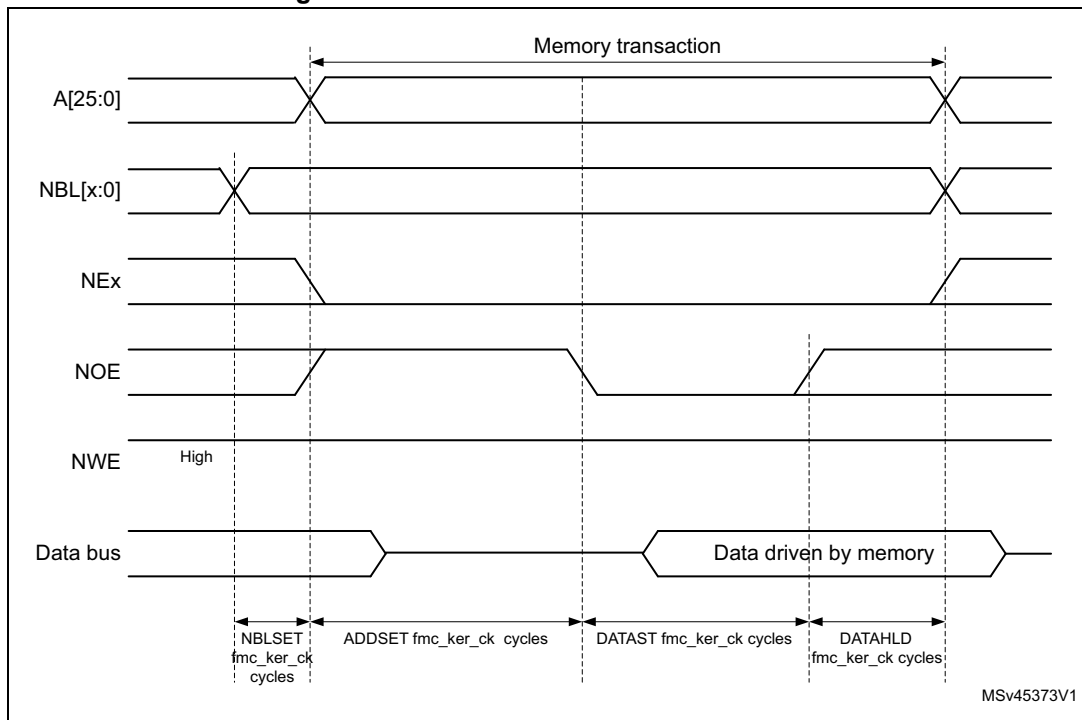 Memory transaction
A[25:0]
NBL[x:0]
NEx
NOE
NWE
High
Data bus
Data driven by memory
NBLSET
fmc_ker_ck
cycles
ADDSET fmc_ker_ck cycles
DATAST fmc_ker_ck cycles
DATAHLD
fmc_ker_ck cycles
MSv45373V1